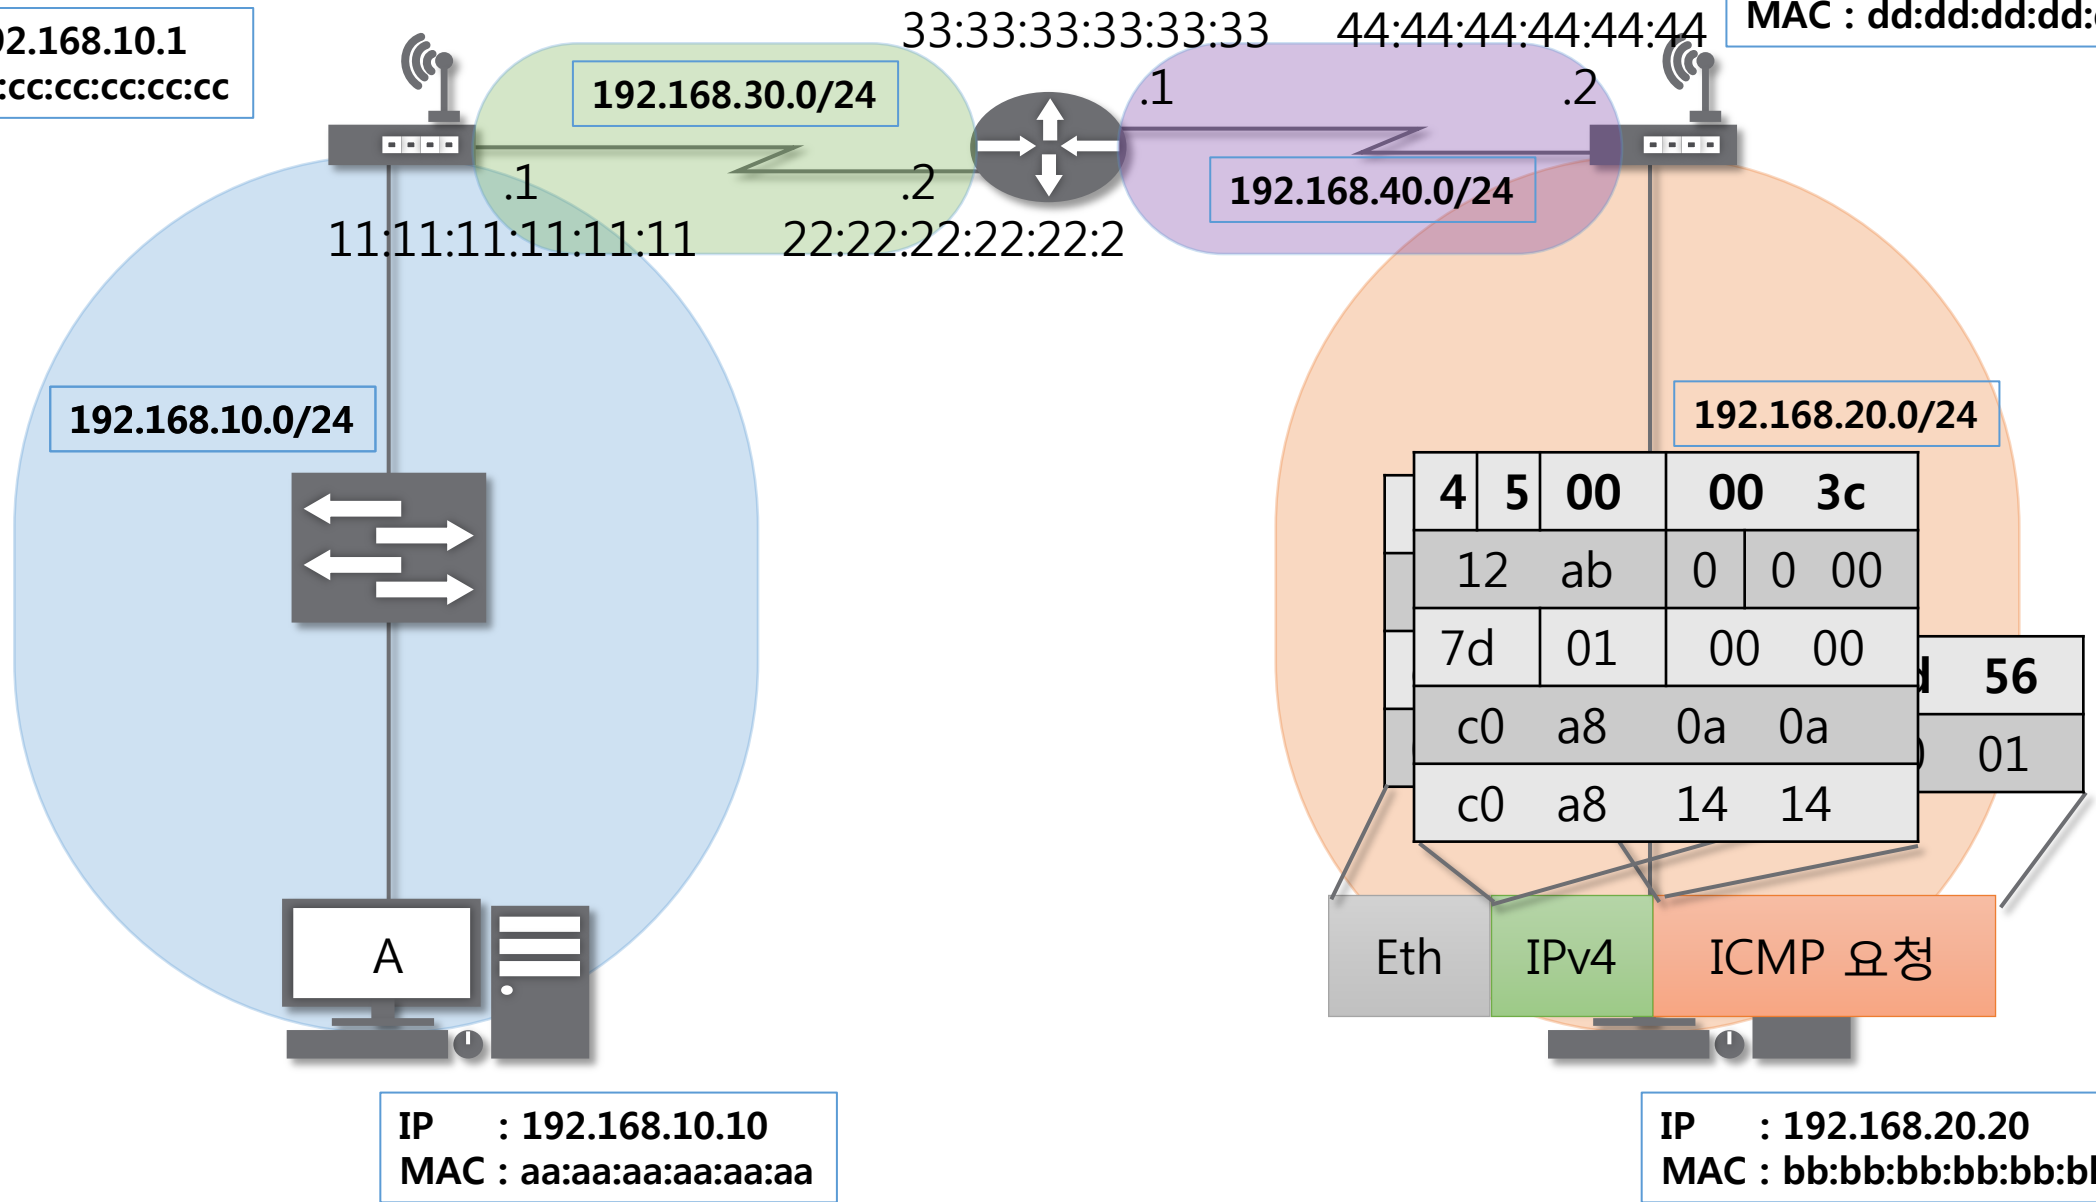 92.168.10.1
:cc:cc:cc:cc:cc
33:33:33:33:33:33
44:44:44:44:44:44
MAC : dd:dd:dd:dd:
192.168.30.0/24
.1
.2
.1
.2
192.168.40.0/24
11:11:11:11:11:11
22:22:22:22:22:2
192.168.10.0/24
192.168.20.0/24
4 5 00 00 3c
12 ab 0 0 00
7d 01 00 00
56
c0 a8 0a 0a
01
c0 a8 14 14
A
Eth IPv4 ICMP 요청
IP : 192.168.10.10
MAC : aa:aa:aa:aa:aa:aa
IP : 192.168.20.20
MAC : bb:bb:bb:bb:bb:b